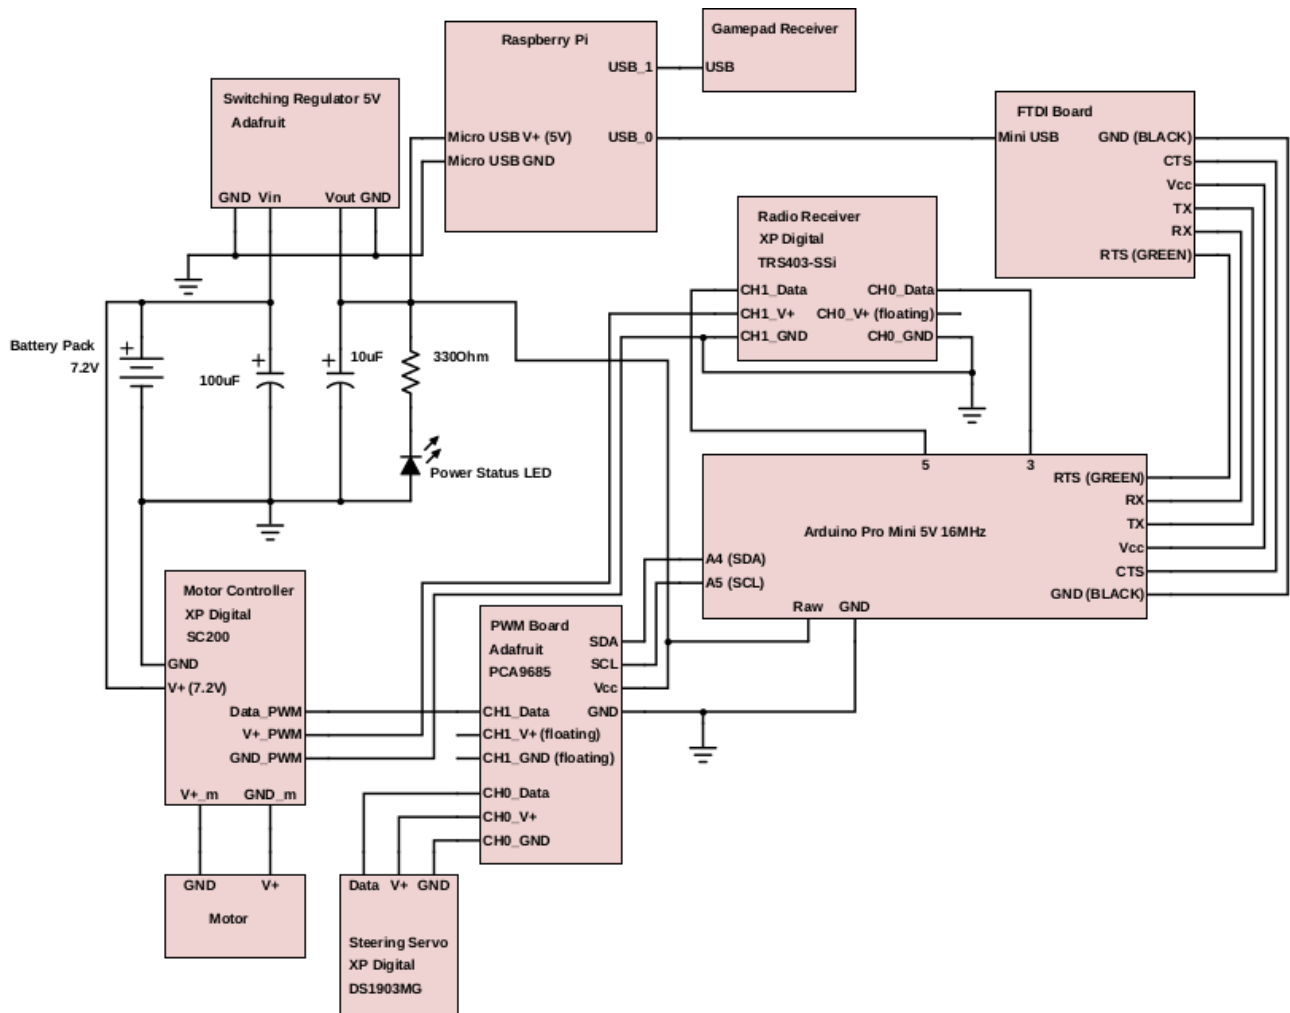 Gamepad Receiver
USB
Raspberry Pi
USB_1
Micro USB V+ (5V)
USB_0
Micro USB GND
Switching Regulator 5V
Adafruit
GND Vin
Vout GND
FTDI Board
Mini USB
GND (BLACK)
CTS
Vcc
TX
RX
RTS (GREEN)
Radio Receiver
XP Digital
TRS403-SSi
CH1_Data
CH0_Data
CH1_V+
CH0_V+ (floating)
CH1_GND
CH0_GND
Battery Pack
7.2V
+
100uF
+
10uF
+
330Ohm
Power Status LED
5
3
Arduino Pro Mini 5V 16MHz
RTS (GREEN)
RX
TX
Vcc
CTS
GND (BLACK)
A4 (SDA)
A5 (SCL)
Raw
GND
Motor Controller
XP Digital
SC200
GND
V+ (7.2V)
Data_PWM
V+_PWM
GND_PWM
V+_m
GND_m
PWM Board
Adafruit
PCA9685
SDA
SCL
Vcc
GND
CH1_Data
CH1_V+ (floating)
CH1_GND (floating)
CH0_Data
CH0_V+
CH0_GND
GND
V+
Motor
Data
V+
GND
Steering Servo
XP Digital
DS1903MG